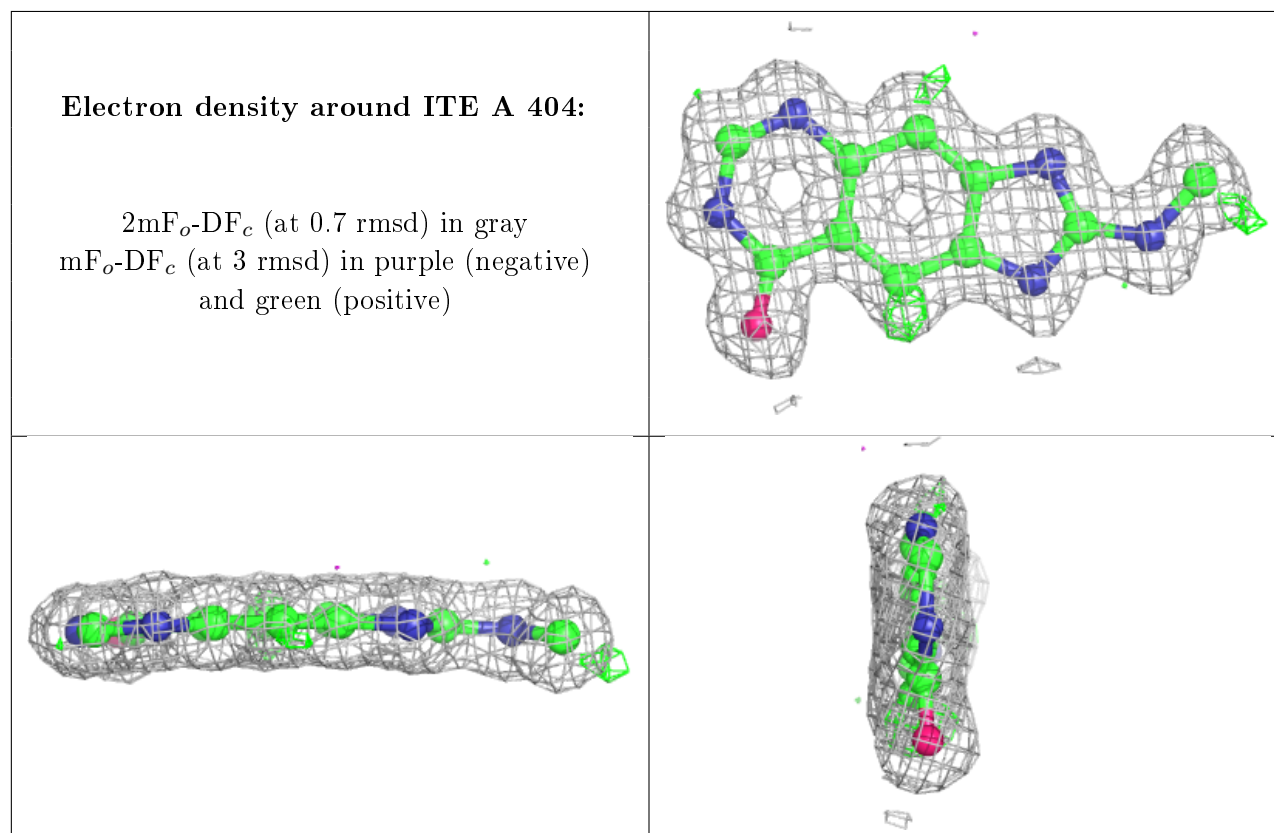 Electron density around ITE A 404:
2mFₒ-DF𝒸 (at 0.7 rmsd) in gray
mFₒ-DF𝒸 (at 3 rmsd) in purple (negative)
and green (positive)